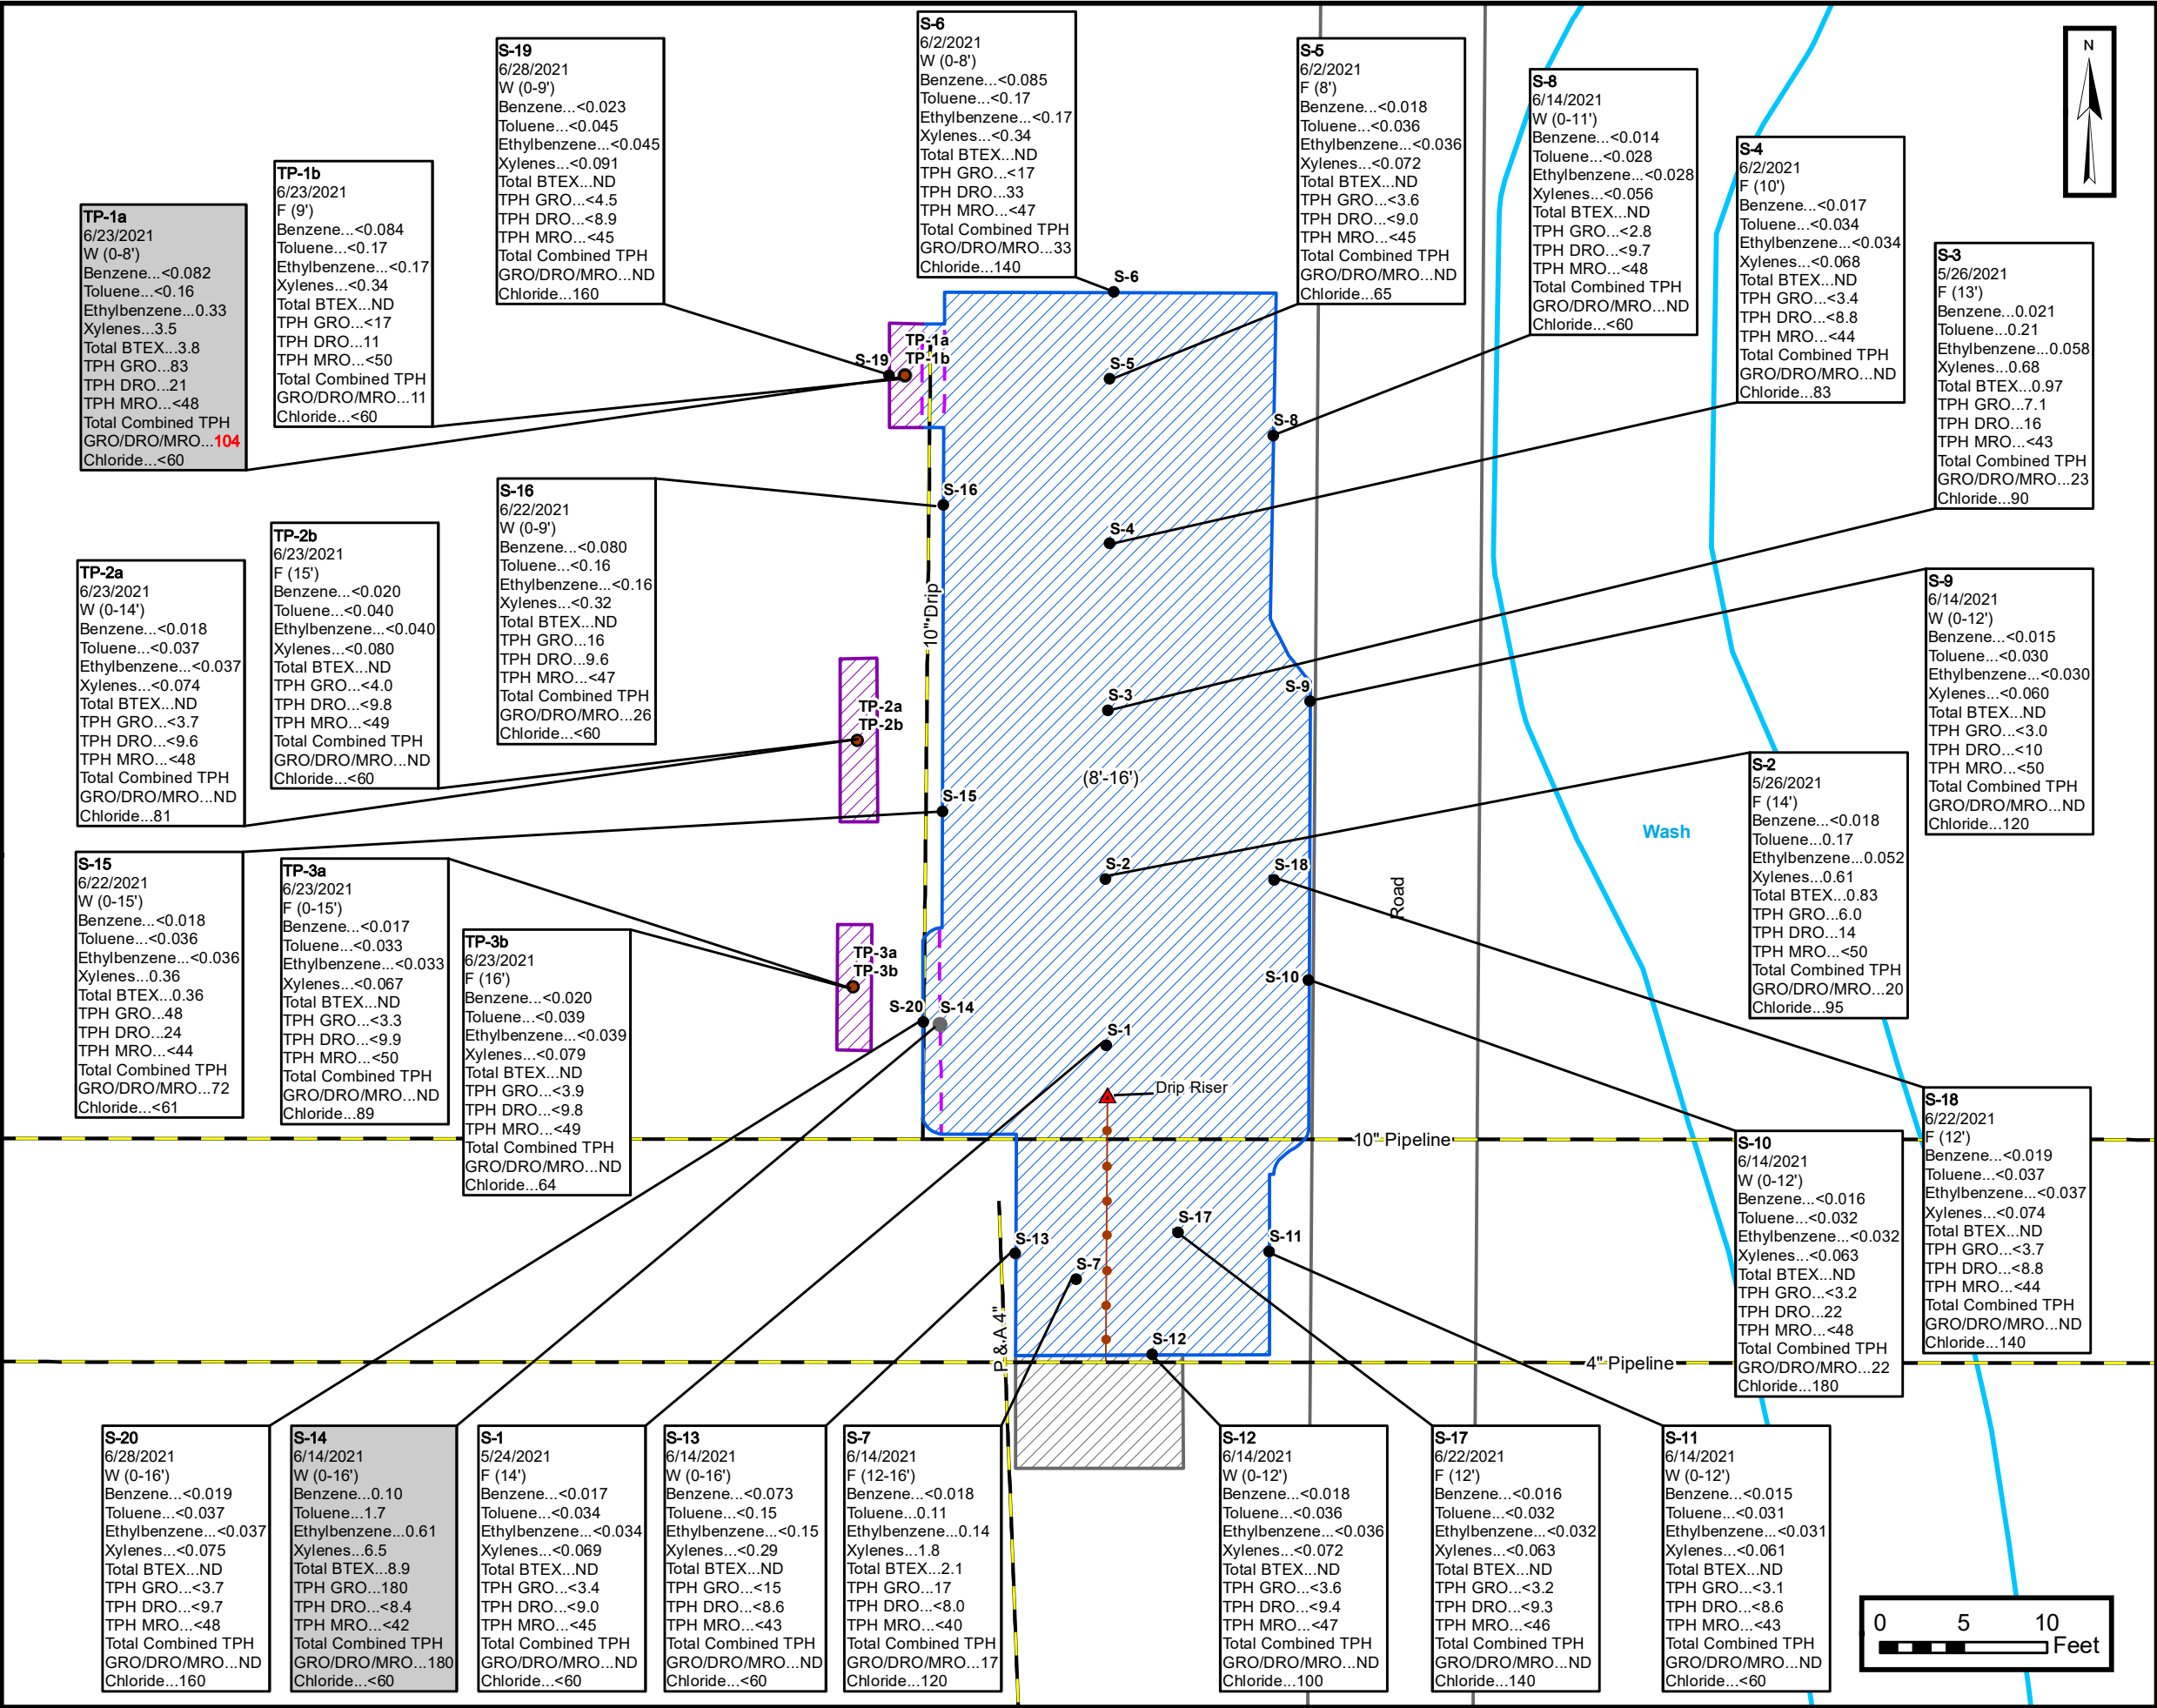 S-6
6/2/2021
W (0-8')
Benzene...<0.085
Toluene...<0.17
Ethylbenzene...<0.17
Xylenes...<0.34
Total BTEX...ND
TPH GRO...<17
TPH DRO...33
TPH MRO...<47
Total Combined TPH
GRO/DRO/MRO...33
Chloride...140
S-19
6/28/2021
W (0-9')
Benzene...<0.023
Toluene...<0.045
Ethylbenzene...<0.045
Xylenes...<0.091
Total BTEX...ND
TPH GRO...<4.5
TPH DRO...<8.9
TPH MRO...<45
Total Combined TPH
GRO/DRO/MRO...ND
Chloride...160
S-5
6/2/2021
F (8')
Benzene...<0.018
Toluene...<0.036
Ethylbenzene...<0.036
Xylenes...<0.072
Total BTEX...ND
TPH GRO...<3.6
TPH DRO...<9.0
TPH MRO...<45
Total Combined TPH
GRO/DRO/MRO...ND
Chloride...65
S-8
6/14/2021
W (0-11')
Benzene...<0.014
Toluene...<0.028
Ethylbenzene...<0.028
Xylenes...<0.056
Total BTEX...ND
TPH GRO...<2.8
TPH DRO...<9.7
TPH MRO...<48
Total Combined TPH
GRO/DRO/MRO...ND
Chloride...<60
N
S-4
6/2/2021
F (10')
Benzene...<0.017
Toluene...<0.034
Ethylbenzene...<0.034
Xylenes...<0.068
Total BTEX...ND
TPH GRO...<3.4
TPH DRO...<8.8
TPH MRO...<44
Total Combined TPH
GRO/DRO/MRO...ND
Chloride...83
TP-1b
6/23/2021
F (9')
Benzene...<0.084
Toluene...<0.17
Ethylbenzene...<0.17
Xylenes...<0.34
Total BTEX...ND
TPH GRO...<17
TPH DRO...11
TPH MRO...<50
Total Combined TPH
GRO/DRO/MRO...11
Chloride...<60
TP-1a
6/23/2021
W (0-8')
Benzene...<0.082
Toluene...<0.16
Ethylbenzene...0.33
Xylenes...3.5
Total BTEX...3.8
TPH GRO...83
TPH DRO...21
TPH MRO...<48
Total Combined TPH
GRO/DRO/MRO...104
Chloride...<60
S-3
5/26/2021
F (13')
Benzene...0.021
Toluene...0.21
Ethylbenzene...0.058
Xylenes...0.68
Total BTEX...0.97
TPH GRO...7.1
TPH DRO...16
TPH MRO...<43
Total Combined TPH
GRO/DRO/MRO...23
Chloride...90
S-6
TP-1a
TP-1b
S-19
S-5
S-8
S-16
S-4
S-16
6/22/2021
W (0-9')
Benzene...<0.080
Toluene...<0.16
Ethylbenzene...<0.16
Xylenes...<0.32
Total BTEX...ND
TPH GRO...16
TPH DRO...9.6
TPH MRO...<47
Total Combined TPH
GRO/DRO/MRO...26
Chloride...<60
TP-2b
6/23/2021
F (15')
Benzene...<0.020
Toluene...<0.040
Ethylbenzene...<0.040
Xylenes...<0.080
Total BTEX...ND
TPH GRO...<4.0
TPH DRO...<9.8
TPH MRO...<49
Total Combined TPH
GRO/DRO/MRO...ND
Chloride...<60
TP-2a
6/23/2021
W (0-14')
Benzene...<0.018
Toluene...<0.037
Ethylbenzene...<0.037
Xylenes...<0.074
Total BTEX...ND
TPH GRO...<3.7
TPH DRO...<9.6
TPH MRO...<48
Total Combined TPH
GRO/DRO/MRO...ND
Chloride...81
S-9
6/14/2021
W (0-12')
Benzene...<0.015
Toluene...<0.030
Ethylbenzene...<0.030
Xylenes...<0.060
Total BTEX...ND
TPH GRO...<3.0
TPH DRO...<10
TPH MRO...<50
Total Combined TPH
GRO/DRO/MRO...ND
Chloride...120
10" Drip
S-3
S-9
TP-2a
TP-2b
(8'-16')
S-15
Wash
S-2
5/26/2021
F (14')
Benzene...<0.018
Toluene...0.17
Ethylbenzene...0.052
Xylenes...0.61
Total BTEX...0.83
TPH GRO...6.0
TPH DRO...14
TPH MRO...<50
Total Combined TPH
GRO/DRO/MRO...20
Chloride...95
S-15
6/22/2021
W (0-15')
Benzene...<0.018
Toluene...<0.036
Ethylbenzene...<0.036
Xylenes...0.36
Total BTEX...0.36
TPH GRO...48
TPH DRO...24
TPH MRO...<44
Total Combined TPH
GRO/DRO/MRO...72
Chloride...<61
TP-3a
6/23/2021
F (0-15')
Benzene...<0.017
Toluene...<0.033
Ethylbenzene...<0.033
Xylenes...<0.067
Total BTEX...ND
TPH GRO...<3.3
TPH DRO...<9.9
TPH MRO...<50
Total Combined TPH
GRO/DRO/MRO...ND
Chloride...89
TP-3b
6/23/2021
F (16')
Benzene...<0.020
Toluene...<0.039
Ethylbenzene...<0.039
Xylenes...<0.079
Total BTEX...ND
TPH GRO...<3.9
TPH DRO...<9.8
TPH MRO...<49
Total Combined TPH
GRO/DRO/MRO...ND
Chloride...64
S-2
S-18
Road
TP-3a
TP-3b
S-10
S-20
S-14
S-1
Drip Riser
10" Pipeline
S-18
6/22/2021
F (12')
Benzene...<0.019
Toluene...<0.037
Ethylbenzene...<0.037
Xylenes...<0.074
Total BTEX...ND
TPH GRO...<3.7
TPH DRO...<8.8
TPH MRO...<44
Total Combined TPH
GRO/DRO/MRO...ND
Chloride...140
S-10
6/14/2021
W (0-12')
Benzene...<0.016
Toluene...<0.032
Ethylbenzene...<0.032
Xylenes...<0.063
Total BTEX...ND
TPH GRO...<3.2
TPH DRO...22
TPH MRO...<48
Total Combined TPH
GRO/DRO/MRO...22
Chloride...180
S-17
S-13
S-11
S-7
P & A 4"
S-12
4" Pipeline
S-20
6/28/2021
W (0-16')
Benzene...<0.019
Toluene...<0.037
Ethylbenzene...<0.037
Xylenes...<0.075
Total BTEX...ND
TPH GRO...<3.7
TPH DRO...<9.7
TPH MRO...<48
Total Combined TPH
GRO/DRO/MRO...ND
Chloride...160
S-14
6/14/2021
W (0-16')
Benzene...0.10
Toluene...1.7
Ethylbenzene...0.61
Xylenes...6.5
Total BTEX...8.9
TPH GRO...180
TPH DRO...<8.4
TPH MRO...<42
Total Combined TPH
GRO/DRO/MRO...180
Chloride...<60
S-1
5/24/2021
F (14')
Benzene...<0.017
Toluene...<0.034
Ethylbenzene...<0.034
Xylenes...<0.069
Total BTEX...ND
TPH GRO...<3.4
TPH DRO...<9.0
TPH MRO...<45
Total Combined TPH
GRO/DRO/MRO...ND
Chloride...<60
S-13
6/14/2021
W (0-16')
Benzene...<0.073
Toluene...<0.15
Ethylbenzene...<0.15
Xylenes...<0.29
Total BTEX...ND
TPH GRO...<15
TPH DRO...<8.6
TPH MRO...<43
Total Combined TPH
GRO/DRO/MRO...ND
Chloride...<60
S-7
6/14/2021
F (12-16')
Benzene...<0.018
Toluene...0.11
Ethylbenzene...0.14
Xylenes...1.8
Total BTEX...2.1
TPH GRO...17
TPH DRO...<8.0
TPH MRO...<40
Total Combined TPH
GRO/DRO/MRO...17
Chloride...120
S-12
6/14/2021
W (0-12')
Benzene...<0.018
Toluene...<0.036
Ethylbenzene...<0.036
Xylenes...<0.072
Total BTEX...ND
TPH GRO...<3.6
TPH DRO...<9.4
TPH MRO...<47
Total Combined TPH
GRO/DRO/MRO...ND
Chloride...100
S-17
6/22/2021
F (12')
Benzene...<0.016
Toluene...<0.032
Ethylbenzene...<0.032
Xylenes...<0.063
Total BTEX...ND
TPH GRO...<3.2
TPH DRO...<9.3
TPH MRO...<46
Total Combined TPH
GRO/DRO/MRO...ND
Chloride...140
S-11
6/14/2021
W (0-12')
Benzene...<0.015
Toluene...<0.031
Ethylbenzene...<0.031
Xylenes...<0.061
Total BTEX...ND
TPH GRO...<3.1
TPH DRO...<8.6
TPH MRO...<43
Total Combined TPH
GRO/DRO/MRO...ND
Chloride...<60
0 5 10
Feet